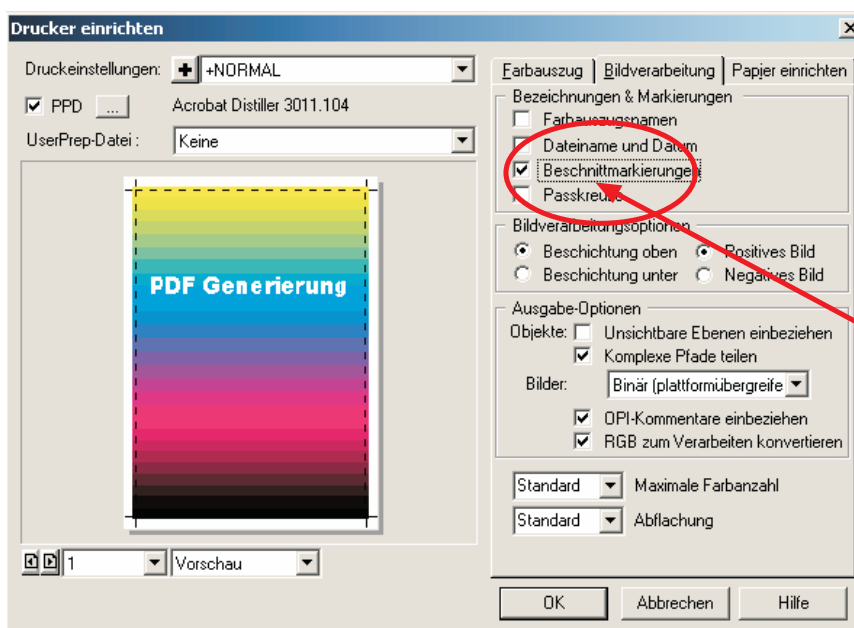 Drucker einrichten
Druckeinstellungen: +NORMAL
PPD ... Acrobat Distiller 3011.104
UserPrep-Datei : Keine
PDF Generierung
1 Vorschau
Farbauszug Bildverarbeitung Papier einrichten
Bezeichnungen & Markierungen
Farbauszugsnamen
Dateiname und Datum
Beschnittmarkierungen
Passkreuze
Bildverarbeitungsoptionen
Beschichtung oben Positives Bild
Beschichtung unter Negatives Bild
Ausgabe-Optionen
Objekte: Unsichtbare Ebenen einbeziehen
Komplexe Pfade teilen
Bilder: Binär (plattformübergreife
OPI-Kommentare einbeziehen
RGB zum Verarbeiten konvertieren
Standard Maximale Farbanzahl
Standard Abflachung
OK Abbrechen Hilfe